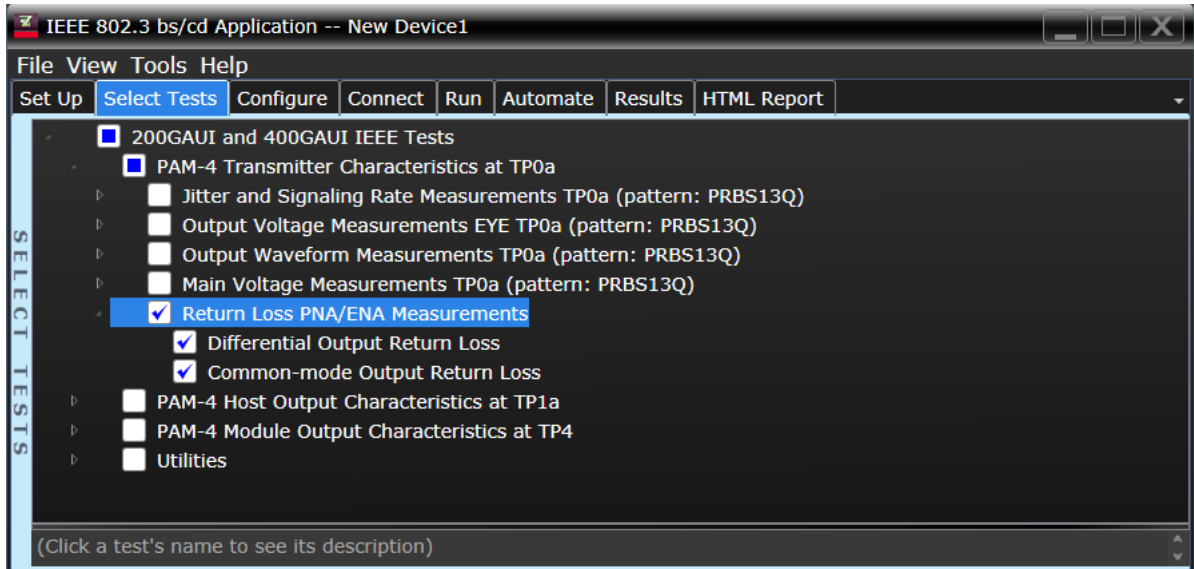 IEEE 802.3 bs/cd Application -- New Device1
File View Tools Help
Set Up Select Tests Configure Connect Run Automate Results HTML Report
SELECT TESTS
200GAUI and 400GAUI IEEE Tests
PAM-4 Transmitter Characteristics at TP0a
Jitter and Signaling Rate Measurements TP0a (pattern: PRBS13Q)
Output Voltage Measurements EYE TP0a (pattern: PRBS13Q)
Output Waveform Measurements TP0a (pattern: PRBS13Q)
Main Voltage Measurements TP0a (pattern: PRBS13Q)
Return Loss PNA/ENA Measurements
Differential Output Return Loss
Common-mode Output Return Loss
PAM-4 Host Output Characteristics at TP1a
PAM-4 Module Output Characteristics at TP4
Utilities
(Click a test's name to see its description)